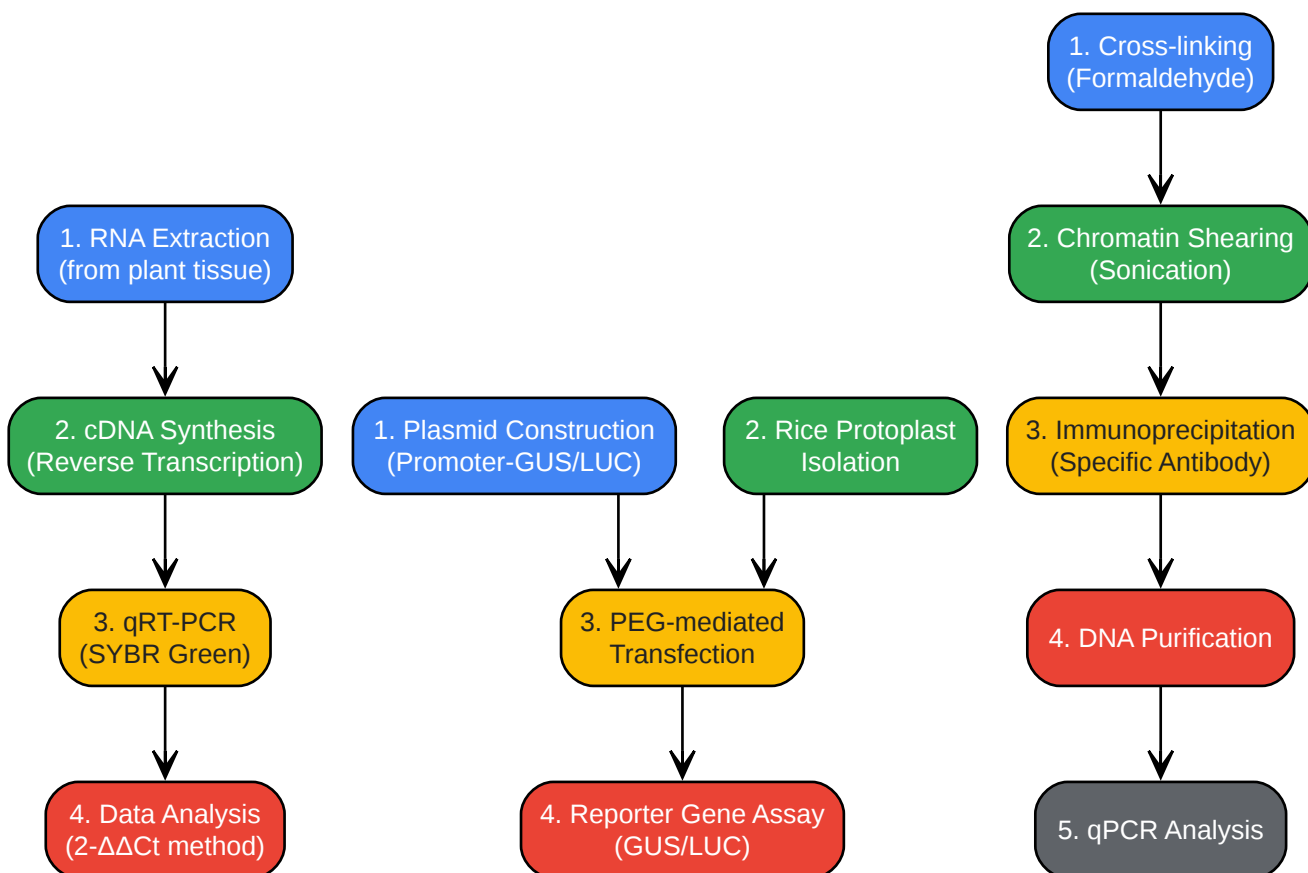 1. RNA Extraction
(from plant tissue)
2. cDNA Synthesis
(Reverse Transcription)
3. qRT-PCR
(SYBR Green)
4. Data Analysis
(2-ΔΔCt method)
1. Plasmid Construction
(Promoter-GUS/LUC)
2. Rice Protoplast
Isolation
3. PEG-mediated
Transfection
4. Reporter Gene Assay
(GUS/LUC)
1. Cross-linking
(Formaldehyde)
2. Chromatin Shearing
(Sonication)
3. Immunoprecipitation
(Specific Antibody)
4. DNA Purification
5. qPCR Analysis